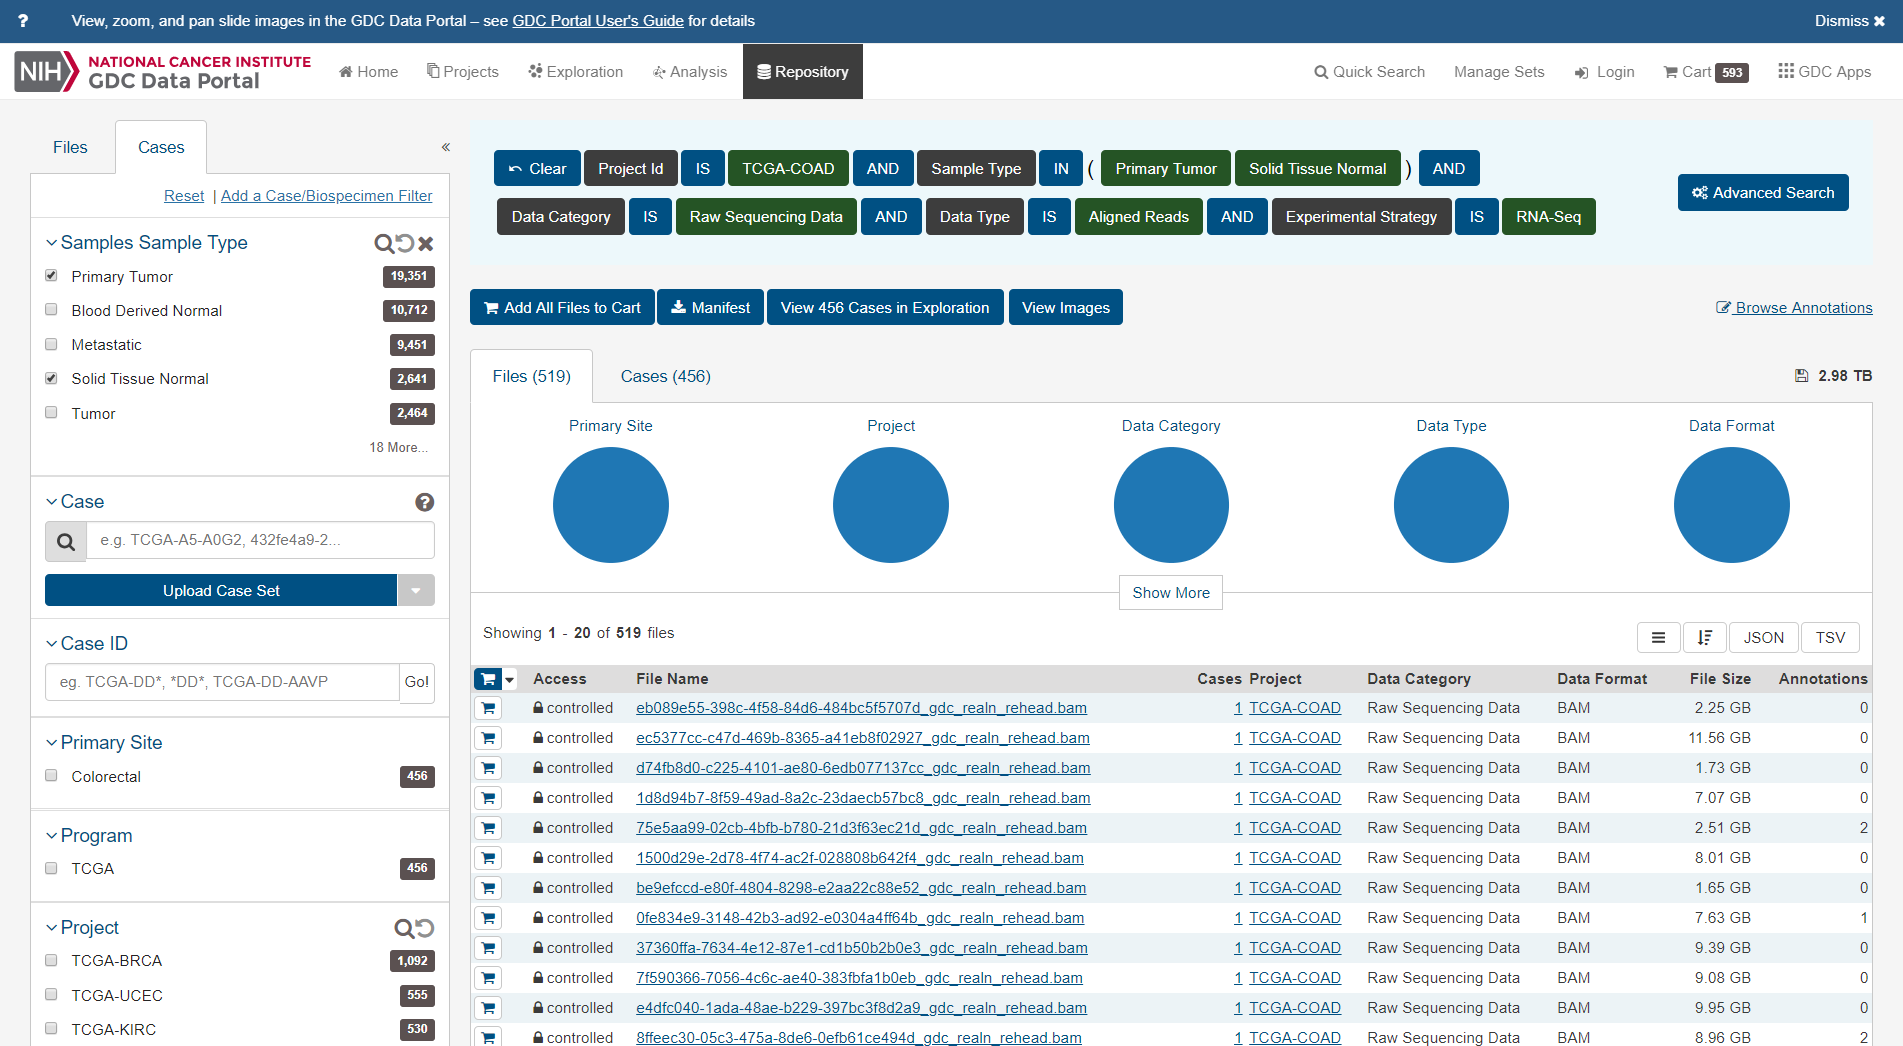 ? View, zoom, and pan slide images in the GDC Data Portal – see GDC Portal User's Guide for details Dismiss ✖
NIH NATIONAL CANCER INSTITUTE
GDC Data Portal
Home Projects Exploration Analysis Repository Quick Search Manage Sets Login Cart 593 GDC Apps
Files Cases «
Reset | Add a Case/Biospecimen Filter
Samples Sample Type
Primary Tumor 19,351
Blood Derived Normal 10,712
Metastatic 9,451
Solid Tissue Normal 2,641
Tumor 2,464
18 More...
Case ?
e.g. TCGA-A5-A0G2, 432fe4a9-2...
Upload Case Set
Case ID
eg. TCGA-DD*, *DD*, TCGA-DD-AAVP Go!
Primary Site
Colorectal 456
Program
TCGA 456
Project
TCGA-BRCA 1,092
TCGA-UCEC 555
TCGA-KIRC 530
Clear Project Id IS TCGA-COAD AND Sample Type IN ( Primary Tumor Solid Tissue Normal ) AND
Data Category IS Raw Sequencing Data AND Data Type IS Aligned Reads AND Experimental Strategy IS RNA-Seq
Advanced Search
Add All Files to Cart Manifest View 456 Cases in Exploration View Images Browse Annotations
Files (519) Cases (456) 2.98 TB
Primary Site Project Data Category Data Type Data Format
Show More
Showing 1 - 20 of 519 files JSON TSV
Access File Name Cases Project Data Category Data Format File Size Annotations
controlled eb089e55-398c-4f58-84d6-484bc5f5707d_gdc_realn_rehead.bam 1 TCGA-COAD Raw Sequencing Data BAM 2.25 GB 0
controlled ec5377cc-c47d-469b-8365-a41eb8f02927_gdc_realn_rehead.bam 1 TCGA-COAD Raw Sequencing Data BAM 11.56 GB 0
controlled d74fb8d0-c225-4101-ae80-6edb077137cc_gdc_realn_rehead.bam 1 TCGA-COAD Raw Sequencing Data BAM 1.73 GB 0
controlled 1d8d94b7-8f59-49ad-8a2c-23daecb57bc8_gdc_realn_rehead.bam 1 TCGA-COAD Raw Sequencing Data BAM 7.07 GB 0
controlled 75e5aa99-02cb-4bfb-b780-21d3f63ec21d_gdc_realn_rehead.bam 1 TCGA-COAD Raw Sequencing Data BAM 2.51 GB 2
controlled 1500d29e-2d78-4f74-ac2f-028808b642f4_gdc_realn_rehead.bam 1 TCGA-COAD Raw Sequencing Data BAM 8.01 GB 0
controlled be9efccd-e80f-4804-8298-e2aa22c88e52_gdc_realn_rehead.bam 1 TCGA-COAD Raw Sequencing Data BAM 1.65 GB 0
controlled 0fe834e9-3148-42b3-ad92-e0304a4ff64b_gdc_realn_rehead.bam 1 TCGA-COAD Raw Sequencing Data BAM 7.63 GB 1
controlled 37360ffa-7634-4e12-87e1-cd1b50b2b0e3_gdc_realn_rehead.bam 1 TCGA-COAD Raw Sequencing Data BAM 9.39 GB 0
controlled 7f590366-7056-4c6c-ae40-383fbfa1b0eb_gdc_realn_rehead.bam 1 TCGA-COAD Raw Sequencing Data BAM 9.08 GB 0
controlled e4dfc040-1ada-48ae-b229-397bc3f8d2a9_gdc_realn_rehead.bam 1 TCGA-COAD Raw Sequencing Data BAM 9.95 GB 0
controlled 8ffeec30-05c3-475a-8de6-0efb61ce494d_gdc_realn_rehead.bam 1 TCGA-COAD Raw Sequencing Data BAM 8.96 GB 2